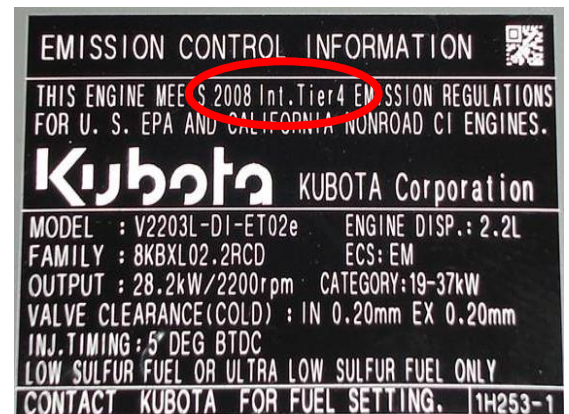 EMISSION CONTROL INFORMATION
THIS ENGINE MEETS 2008 Int.Tier4 EMISSION REGULATIONS
FOR U. S. EPA AND CALIFORNIA NONROAD CI ENGINES.
Kubota KUBOTA Corporation
MODEL : V2203L-DI-ET02e ENGINE DISP.: 2.2L
FAMILY : 8KBXL02.2RCD ECS: EM
OUTPUT : 28.2kW/2200rpm CATEGORY:19-37kW
VALVE CLEARANCE(COLD) : IN 0.20mm EX 0.20mm
INJ.TIMING : 5 DEG BTDC
LOW SULFUR FUEL OR ULTRA LOW SULFUR FUEL ONLY
CONTACT KUBOTA FOR FUEL SETTING. 1H253-1